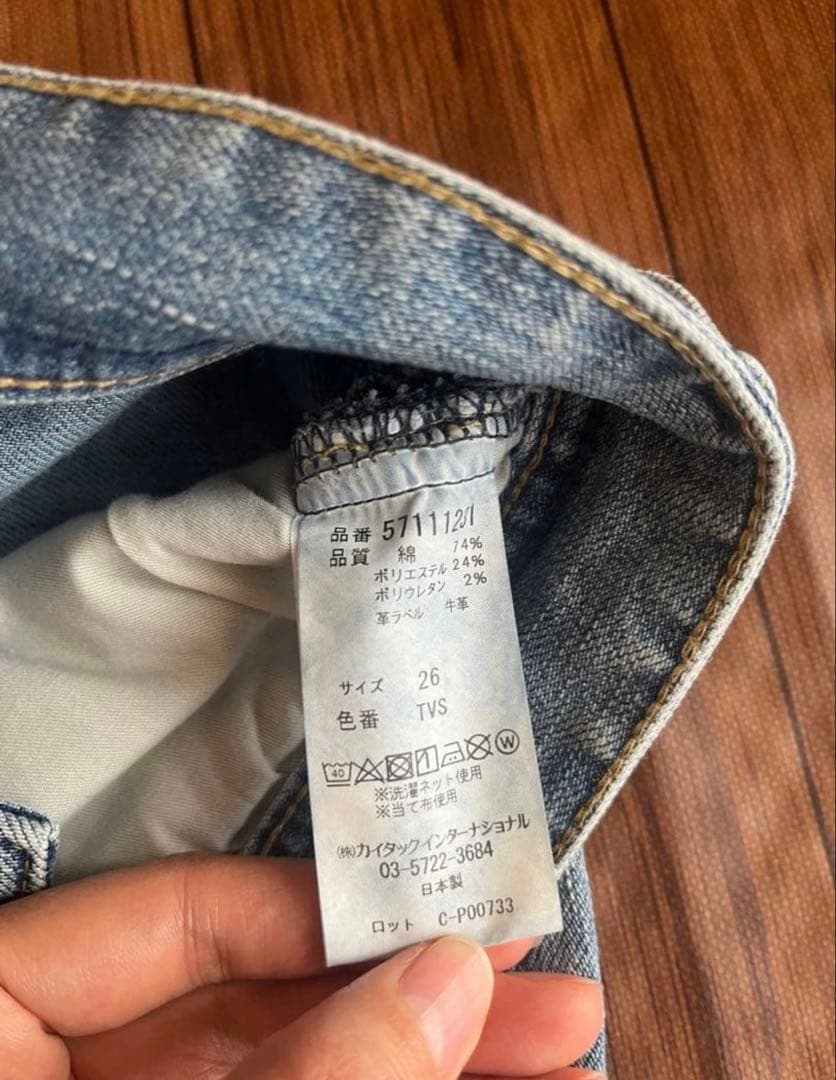 品番 57111251
品質 綿 74%
ポリエステル 24%
ポリウレタン 2%
革ラベル 牛革
サイズ 26
色番 TVS
40 W
※洗濯ネット使用
※当て布使用
(株)カイタックインターナショナル
03-5722-3684
日本製
ロット C-P00733